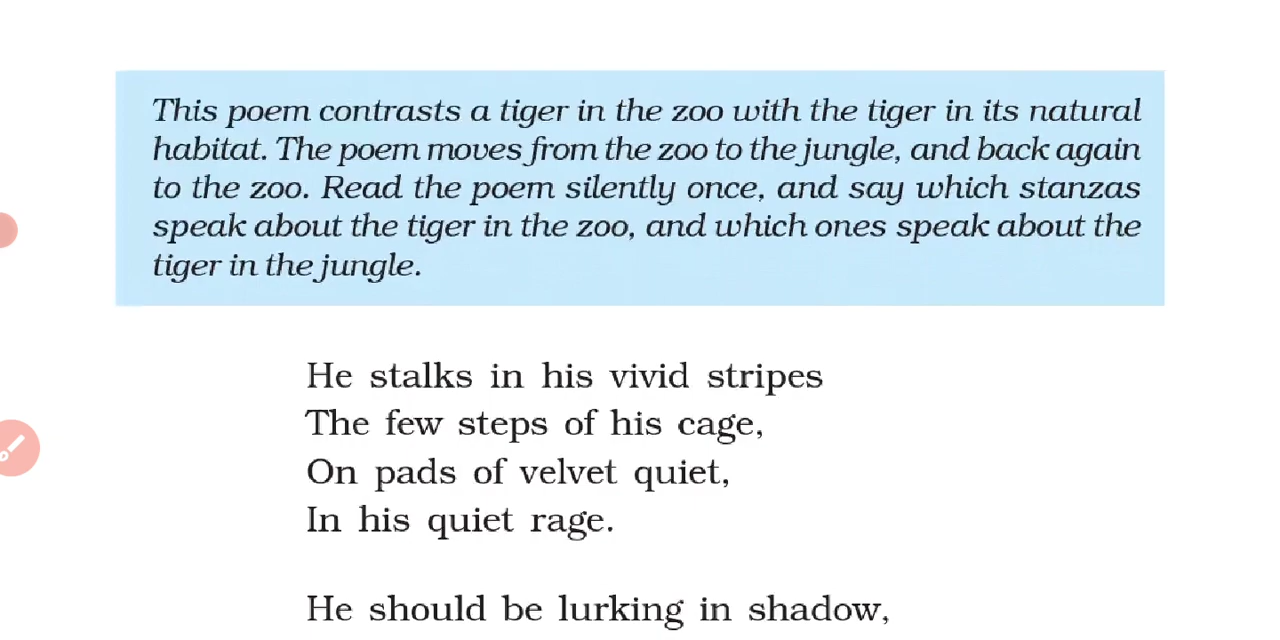 This poem contrasts a tiger in the zoo with the tiger in its natural
habitat. The poem moves from the zoo to the jungle, and back again
to the zoo. Read the poem silently once, and say which stanzas
speak about the tiger in the zoo, and which ones speak about the
tiger in the jungle.
He stalks in his vivid stripes
The few steps of his cage,
On pads of velvet quiet,
In his quiet rage.
He should be lurking in shadow,